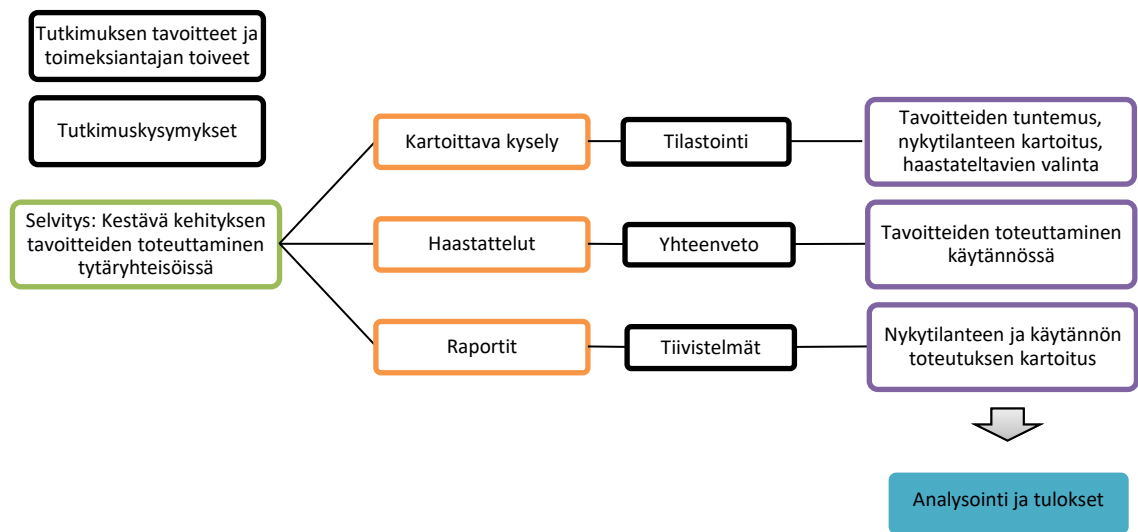 Tutkimuksen tavoitteet ja
toimeksiantajan toiveet
Tutkimuskysymykset
Selvitys: Kestävä kehityksen
tavoitteiden toteuttaminen
tytäryhteisöissä
Kartoittava kysely
Tilastointi
Tavoitteiden tuntemus,
nykytilanteen kartoitus,
haastateltavien valinta
Haastattelut
Yhteenveto
Tavoitteiden toteuttaminen
käytännössä
Raportit
Tiivistelmät
Nykytilanteen ja käytännön
toteutuksen kartoitus
Analysointi ja tulokset